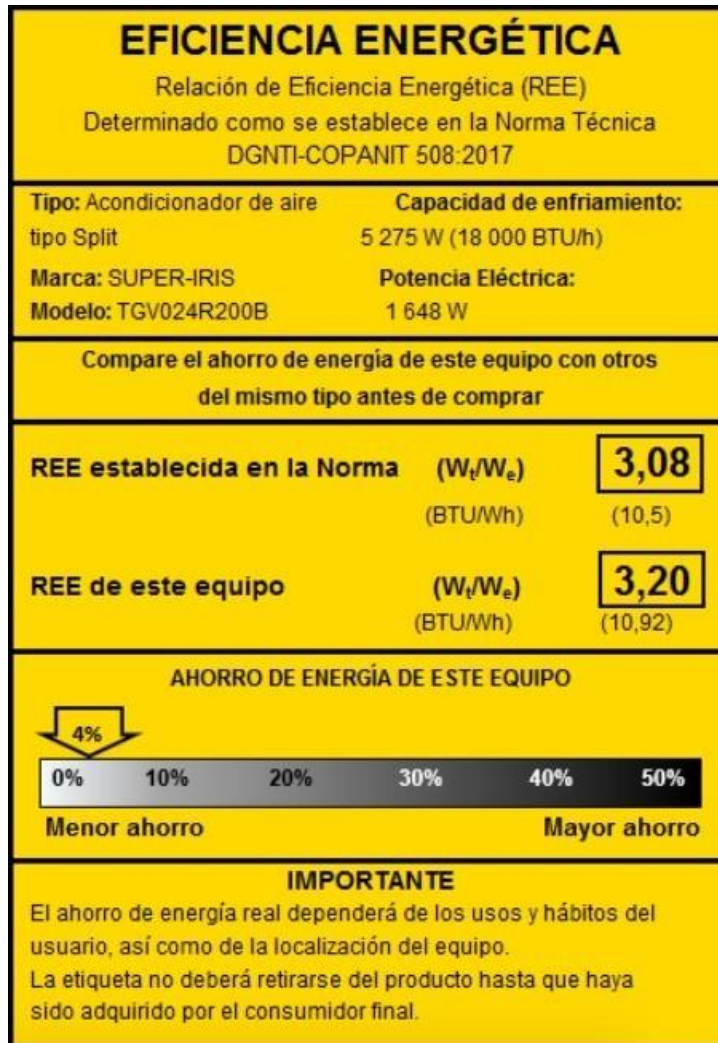 EFICIENCIA ENERGÉTICA
Relación de Eficiencia Energética (REE)
Determinado como se establece en la Norma Técnica
DGNTI-COPANIT 508:2017
Tipo: Acondicionador de aire
tipo Split
Capacidad de enfriamiento:
5 275 W (18 000 BTU/h)
Marca: SUPER-IRIS
Modelo: TGV024R200B
Potencia Eléctrica:
1 648 W
Compare el ahorro de energía de este equipo con otros
del mismo tipo antes de comprar
REE establecida en la Norma (Wt/We) 3,08
(BTU/Wh) (10,5)
REE de este equipo (Wt/We) 3,20
(BTU/Wh) (10,92)
AHORRO DE ENERGÍA DE ESTE EQUIPO
4%
0% 10% 20% 30% 40% 50%
Menor ahorro Mayor ahorro
IMPORTANTE
El ahorro de energía real dependerá de los usos y hábitos del
usuario, así como de la localización del equipo.
La etiqueta no deberá retirarse del producto hasta que haya
sido adquirido por el consumidor final.